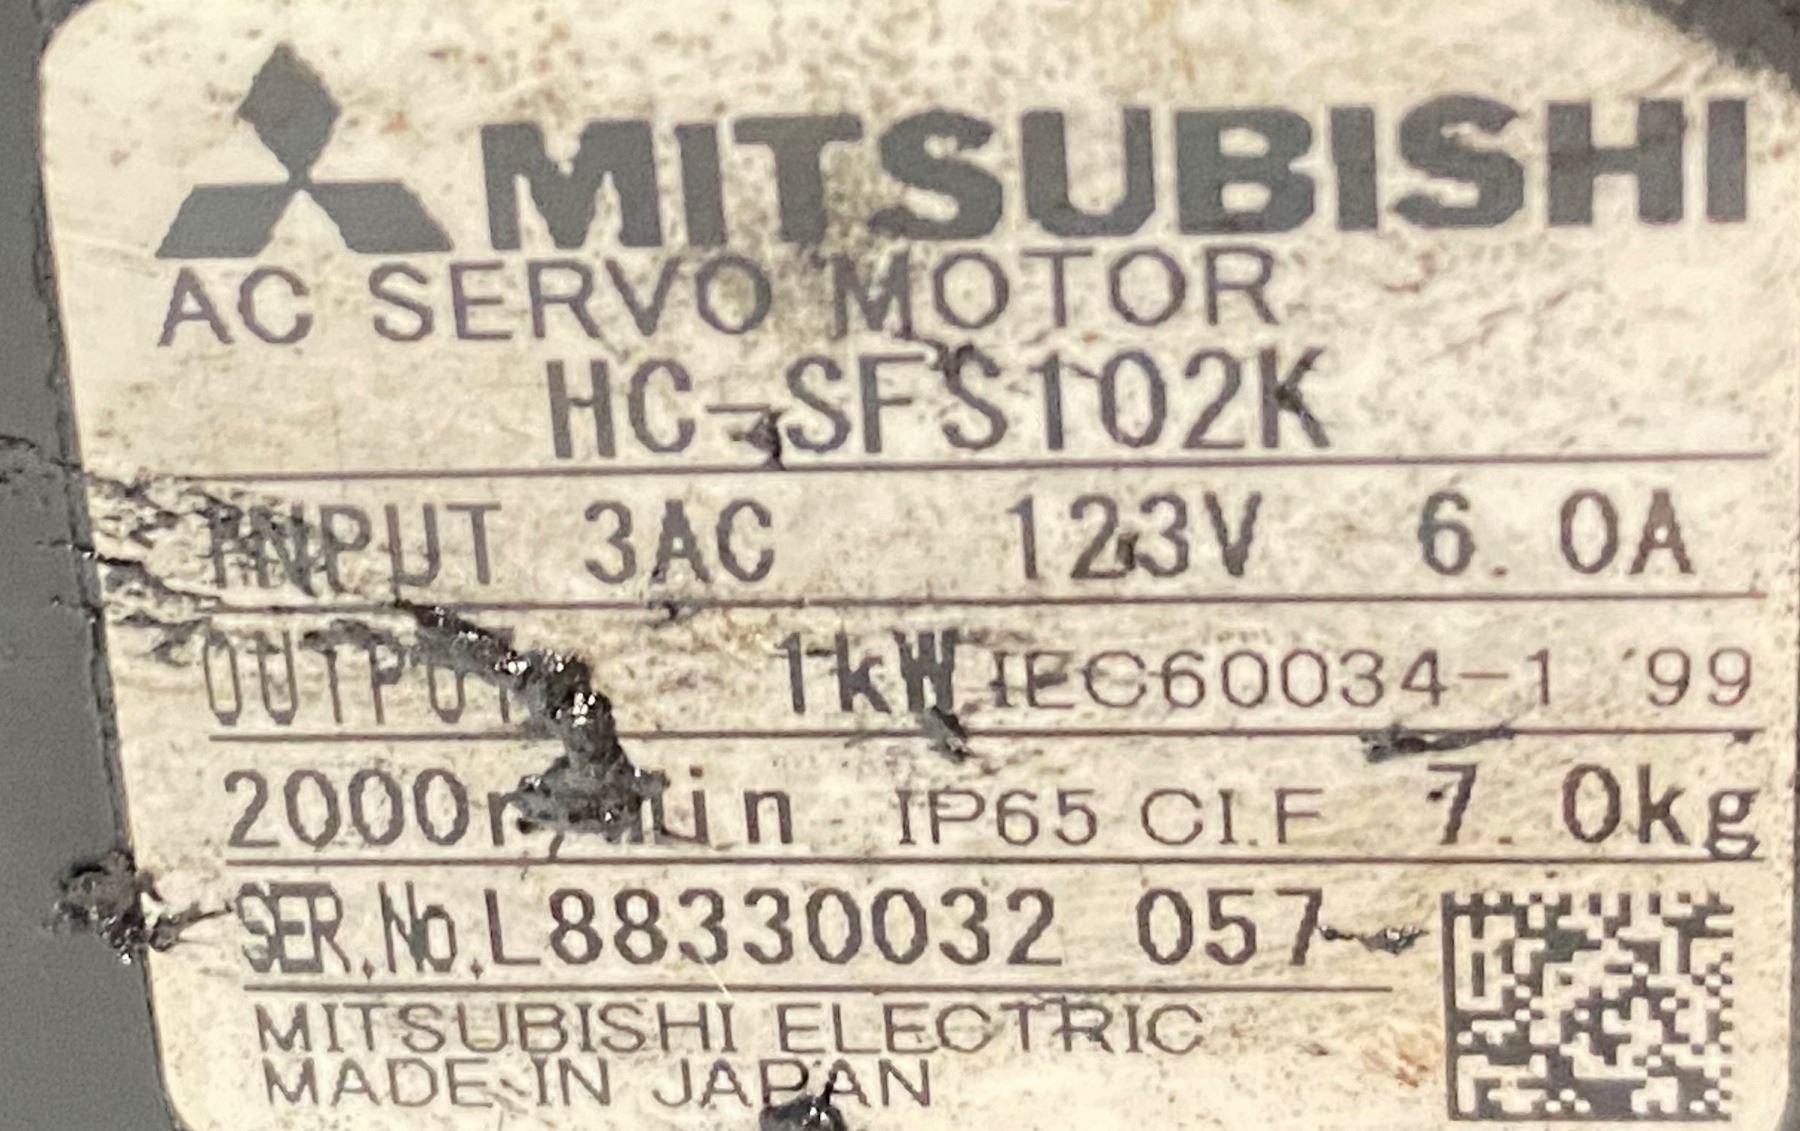 MITSUBISHI
AC SERVO MOTOR
HC-SFS102K
INPUT 3AC 123V 6.0A
OUTPUT 1kW IEC60034-1 '99
2000r/min IP65 CI.F 7.0kg
SER.No.L88330032 057
MITSUBISHI ELECTRIC
MADE IN JAPAN